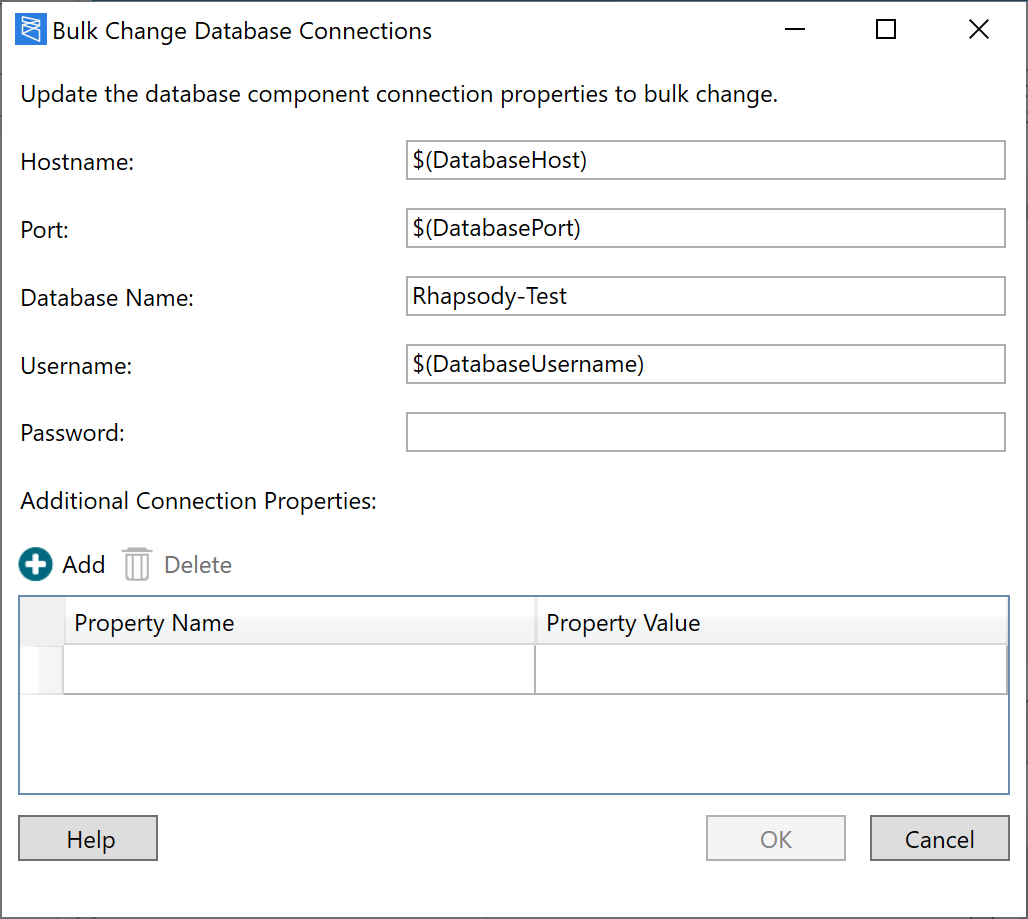 Bulk Change Database Connections
Update the database component connection properties to bulk change.
Hostname: $(DatabaseHost)
Port: $(DatabasePort)
Database Name: Rhapsody-Test
Username: $(DatabaseUsername)
Password:
Additional Connection Properties:
Add Delete
Property Name Property Value
Help OK Cancel